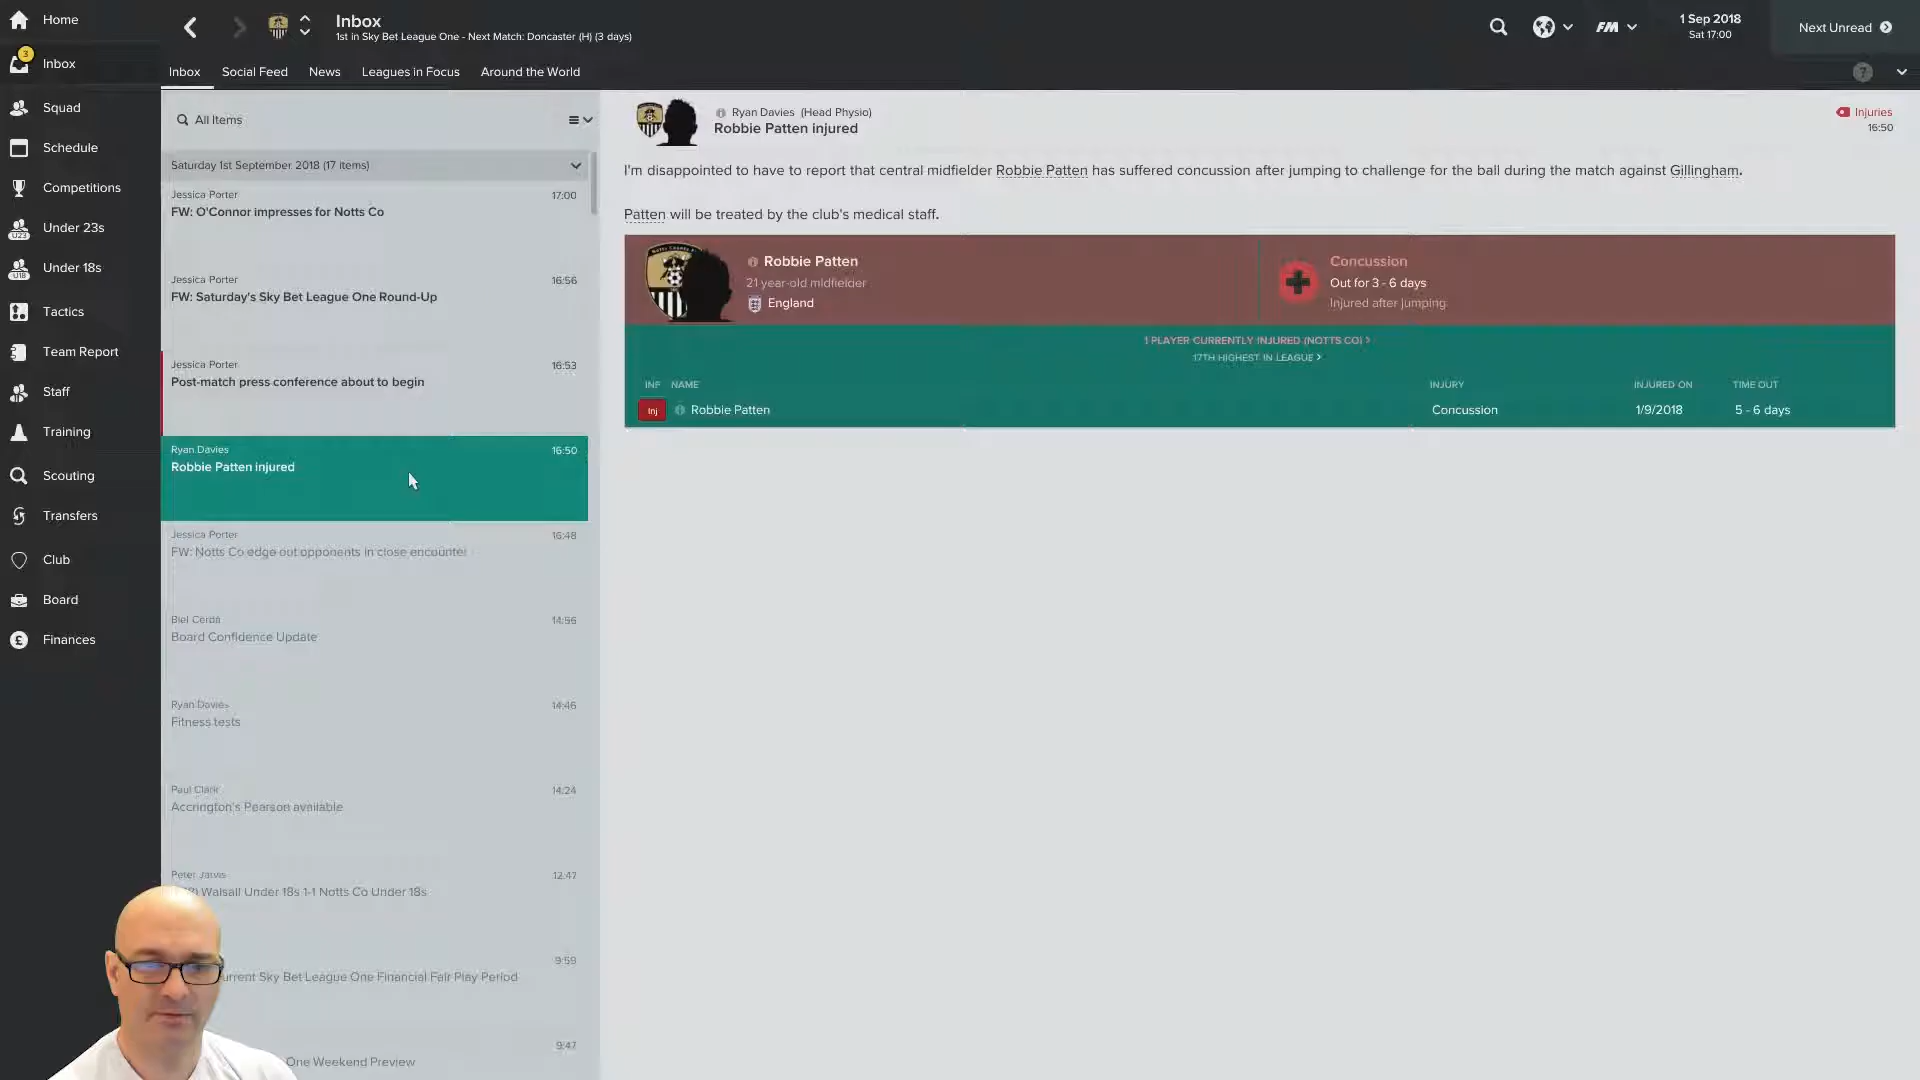 Home
3
Inbox
Squad
Schedule
Competitions
U23
Under 23s
U18
Under 18s
Tactics
Team Report
Staff
Training
Scouting
Transfers
Club
Board
Finances
Inbox
1st in Sky Bet League One - Next Match: Doncaster (H) (3 days)
FM
1 Sep 2018
Sat 17:00
Next Unread
Inbox Social Feed News Leagues in Focus Around the World
?
All Items
Saturday 1st September 2018 (17 items)
Jessica Porter 17:00
FW: O'Connor impresses for Notts Co
Jessica Porter 16:56
FW: Saturday's Sky Bet League One Round-Up
Jessica Porter 16:53
Post-match press conference about to begin
Ryan Davies 16:50
Robbie Patten injured
Jessica Porter 16:48
FW: Notts Co edge out opponents in close encounter
Biel Cerdà 14:56
Board Confidence Update
Ryan Davies 14:46
Fitness tests
Paul Clark 14:24
Accrington's Pearson available
Peter Jarvis 12:47
Walsall Under 18s 1-1 Notts Co Under 18s
9:59
urrent Sky Bet League One Financial Fair Play Period
9:47
One Weekend Preview
Ryan Davies (Head Physio)
Robbie Patten injured
Injuries
16:50
I'm disappointed to have to report that central midfielder Robbie Patten has suffered concussion after jumping to challenge for the ball during the match against Gillingham.
Patten will be treated by the club's medical staff.
Robbie Patten
21 year-old midfielder
England
Concussion
Out for 3 - 6 days
Injured after jumping
1 PLAYER CURRENTLY INJURED (NOTTS CO) >
17TH HIGHEST IN LEAGUE >
INF NAME INJURY INJURED ON TIME OUT
Inj Robbie Patten Concussion 1/9/2018 5 - 6 days